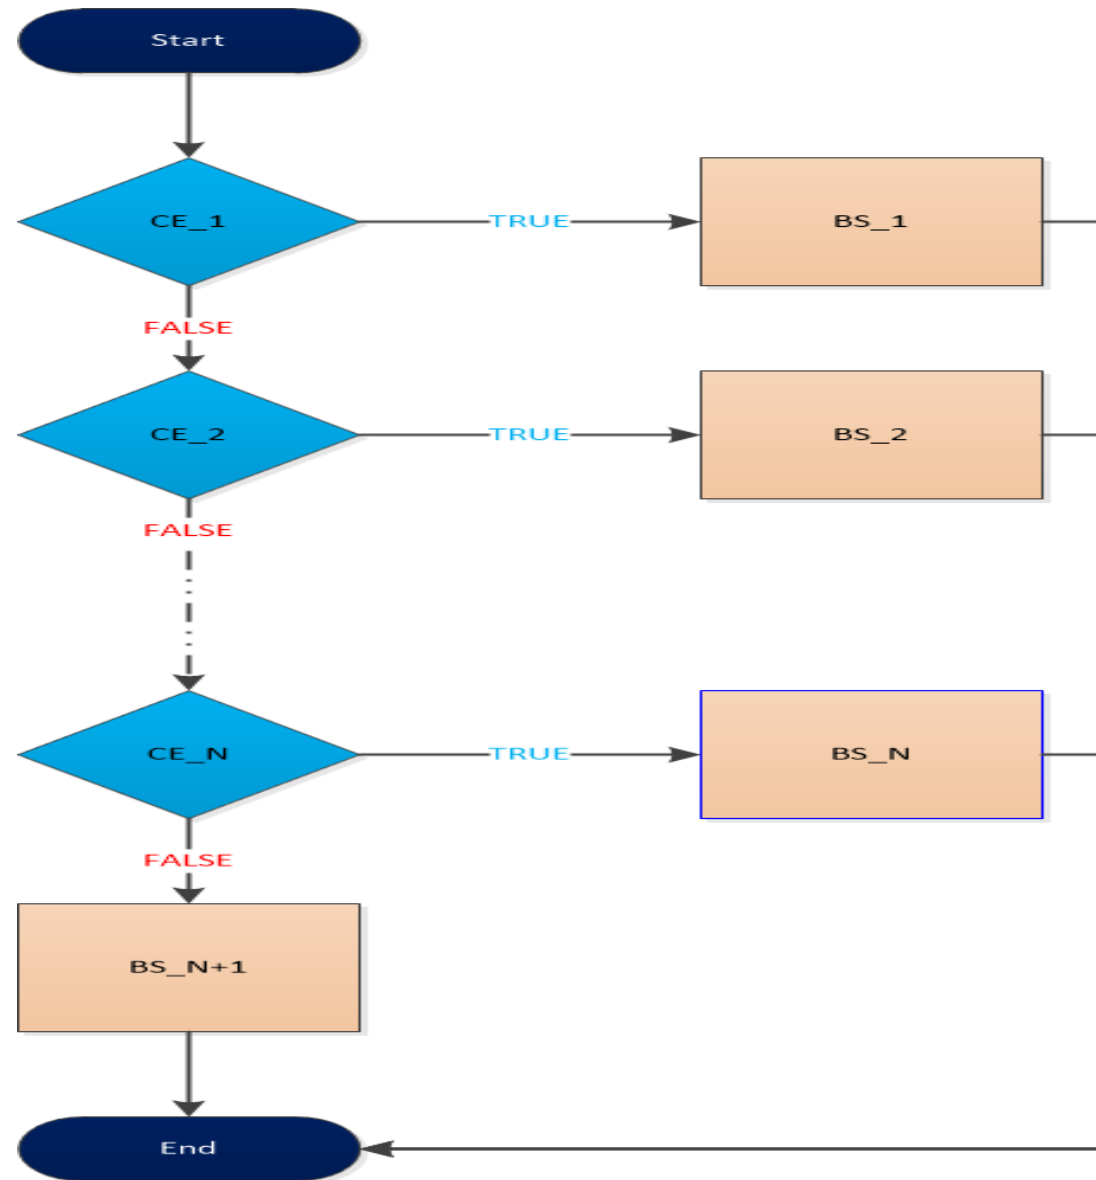 Start
CE_1
TRUE
BS_1
FALSE
CE_2
TRUE
BS_2
FALSE
CE_N
TRUE
BS_N
FALSE
BS_N+1
End